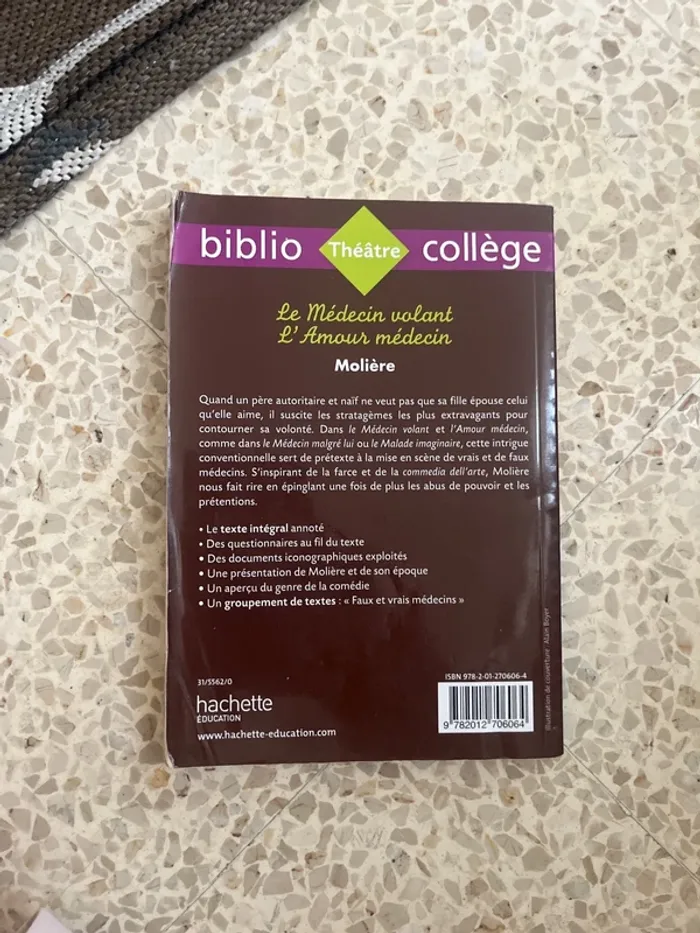 biblio Théâtre collège
Le Médecin volant
L'Amour médecin
Molière
Quand un père autoritaire et naïf ne veut pas que sa fille épouse celui
qu'elle aime, il suscite les stratagèmes les plus extravagants pour
contourner sa volonté. Dans le Médecin volant et l'Amour médecin,
comme dans le Médecin malgré lui ou le Malade imaginaire, cette intrigue
conventionnelle sert de prétexte à la mise en scène de vrais et de faux
médecins. S'inspirant de la farce et de la commedia dell'arte, Molière
nous fait rire en épinglant une fois de plus les abus de pouvoir et les
prétentions.
• Le texte intégral annoté
• Des questionnaires au fil du texte
• Des documents iconographiques exploités
• Une présentation de Molière et de son époque
• Un aperçu du genre de la comédie
• Un groupement de textes : « Faux et vrais médecins »
31/5562/0
hachette
ÉDUCATION
www.hachette-education.com
ISBN 978-2-01-270606-4
9 782012 706064
Illustration de couverture : Alain Boyer